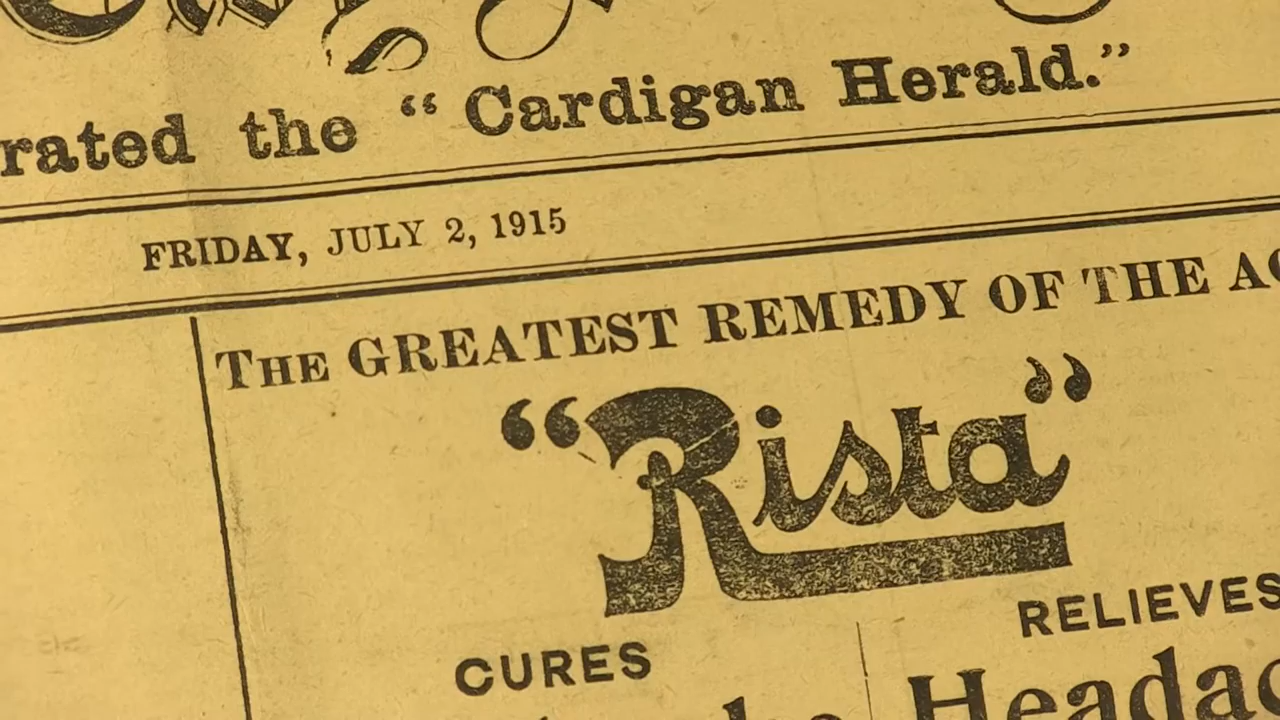 rated the “ Cardigan Herald.”
FRIDAY, JULY 2, 1915
THE GREATEST REMEDY OF THE
“Rista”
CURES
RELIEVES